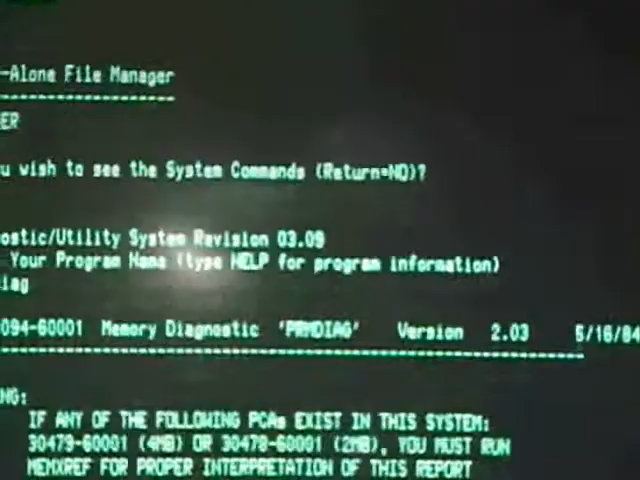 -Alone File Manager
-----------------------
ER
u wish to see the System Commands (Return=NO)?
ostic/Utility System Revision 03.09
Your Program Name (type HELP for program information)
iag
094-60001 Memory Diagnostic 'PRMDIAG' Version 2.03 5/16/84
NG:
IF ANY OF THE FOLLOWING PCAs EXIST IN THIS SYSTEM:
30479-60001 (4MB) OR 30478-60001 (2MB), YOU MUST RUN
MEMXREF FOR PROPER INTERPRETATION OF THIS REPORT